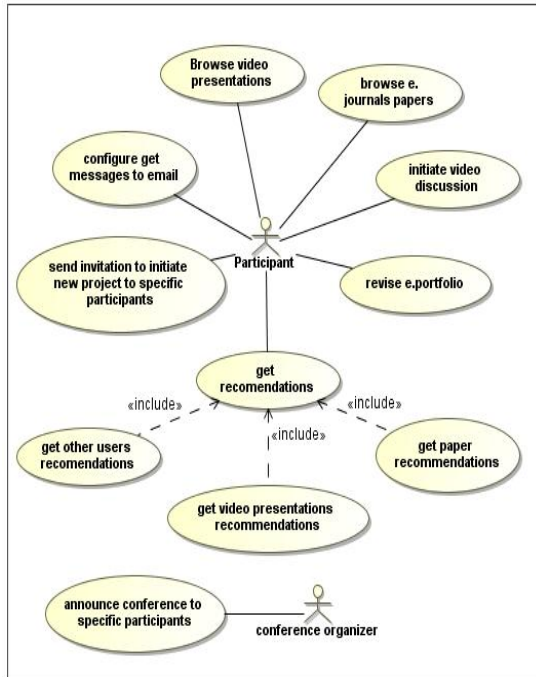 Browse video
presentations
browse e.
journals papers
configure get
messages to email
initiate video
discussion
send invitation to initiate
new project to specific
participants
Participant
revise e.portfolio
get
recomendations
«include»
«include»
«include»
get other users
recomendations
get paper
recommendations
get video presentations
recommendations
announce conference to
specific participants
conference organizer